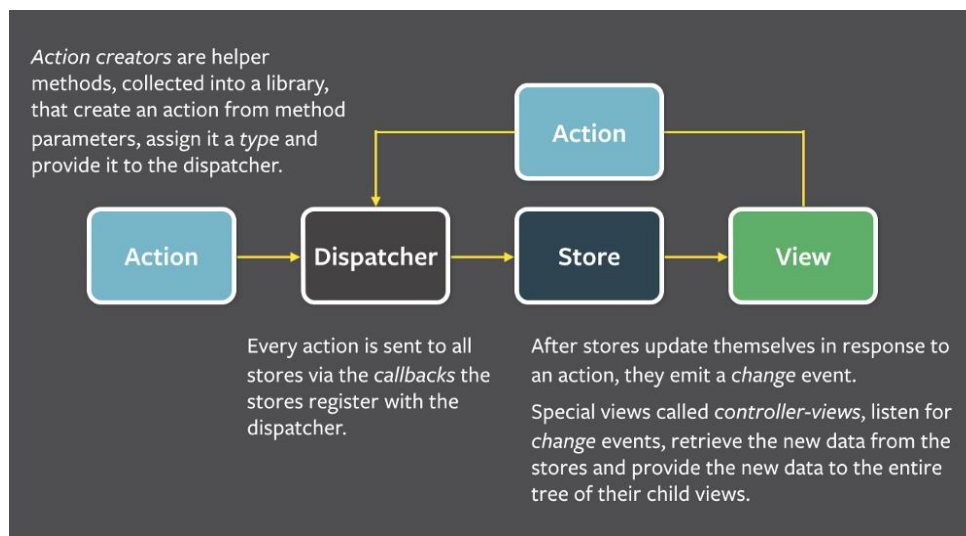 Action creators are helper
methods, collected into a library,
that create an action from method
parameters, assign it a type and
provide it to the dispatcher.
Action
Action
Dispatcher
Store
View
Every action is sent to all
stores via the callbacks the
stores register with the
dispatcher.
After stores update themselves in response to
an action, they emit a change event.
Special views called controller-views, listen for
change events, retrieve the new data from the
stores and provide the new data to the entire
tree of their child views.